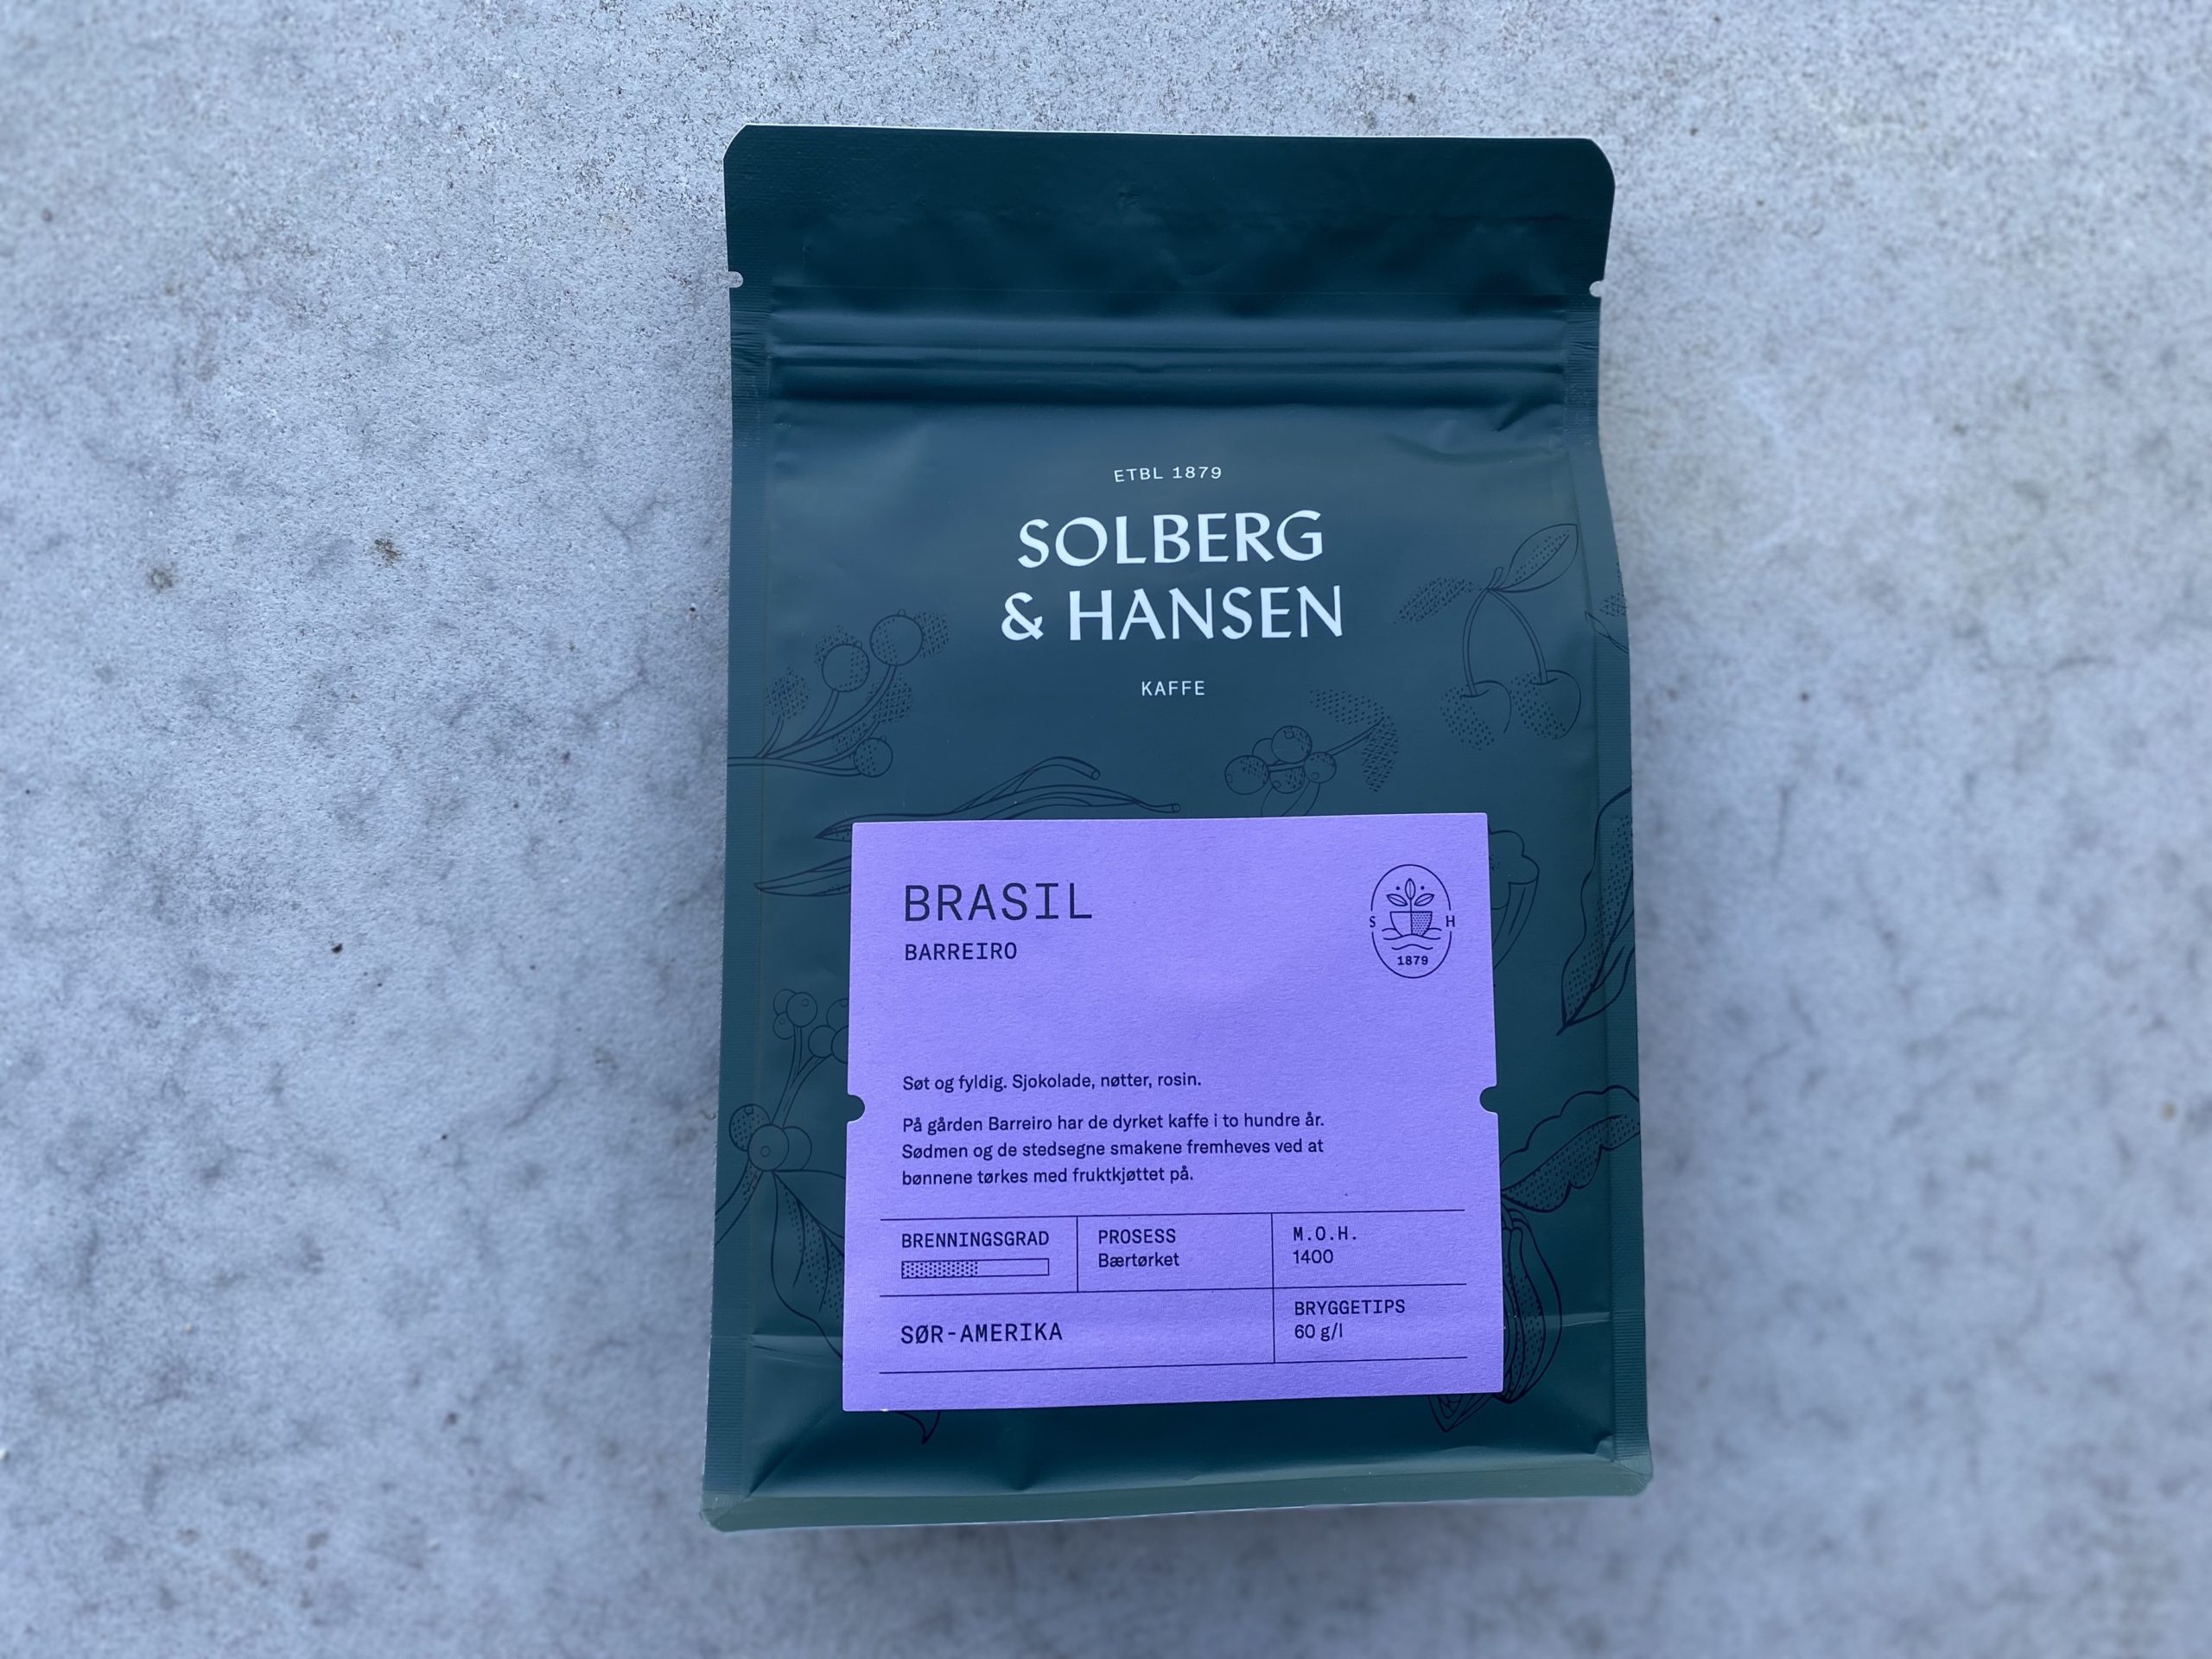 ETBL 1879
SOLBERG
& HANSEN
KAFFE
BRASIL
BARREIRO
S H
1879
Søt og fyldig. Sjokolade, nøtter, rosin.
På gården Barreiro har de dyrket kaffe i to hundre år.
Sødmen og de stedsegne smakene fremheves ved at
bønnene tørkes med fruktkjøttet på.
BRENNINGSGRAD
PROSESS
Bærtørket
M.O.H.
1400
SØR-AMERIKA
BRYGGETIPS
60 g/l